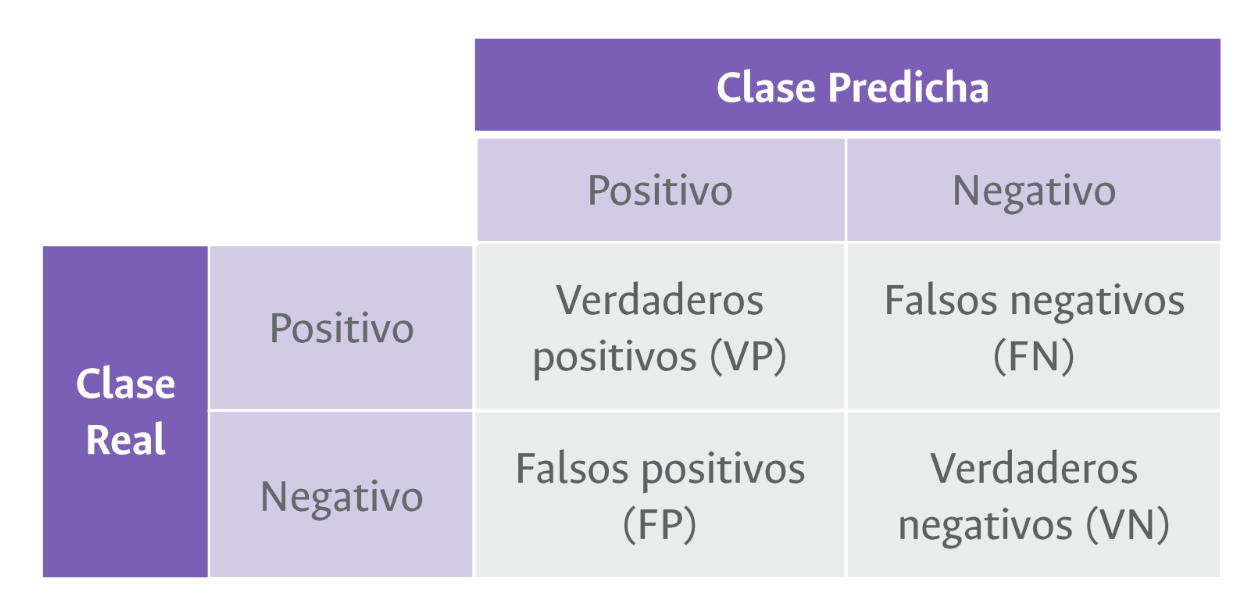 Clase Predicha
Positivo
Negativo
Clase
Real
Positivo
Verdaderos
positivos (VP)
Falsos negativos
(FN)
Negativo
Falsos positivos
(FP)
Verdaderos
negativos (VN)